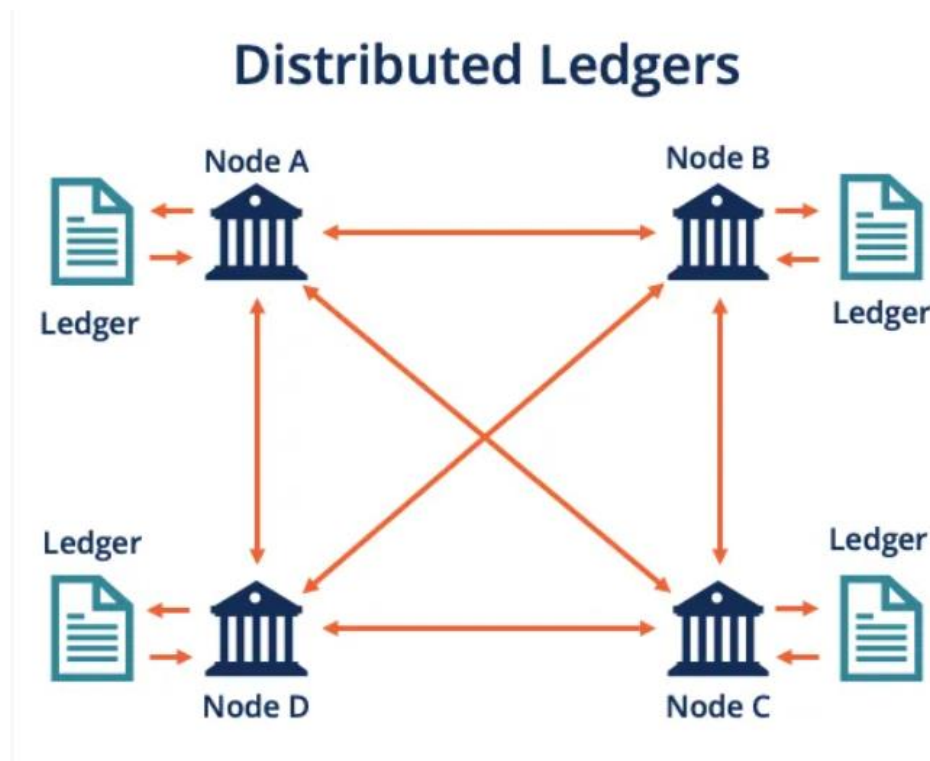 Distributed Ledgers
Node A
Node B
Ledger
Ledger
Ledger
Ledger
Node D
Node C